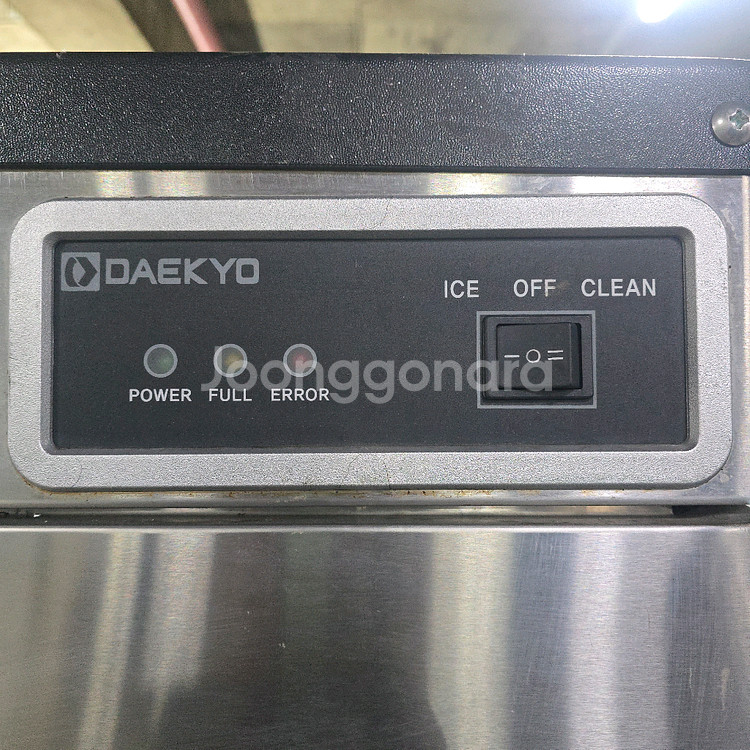 DAEKYO
ICE OFF CLEAN
– O =
Joonggonara
POWER FULL ERROR